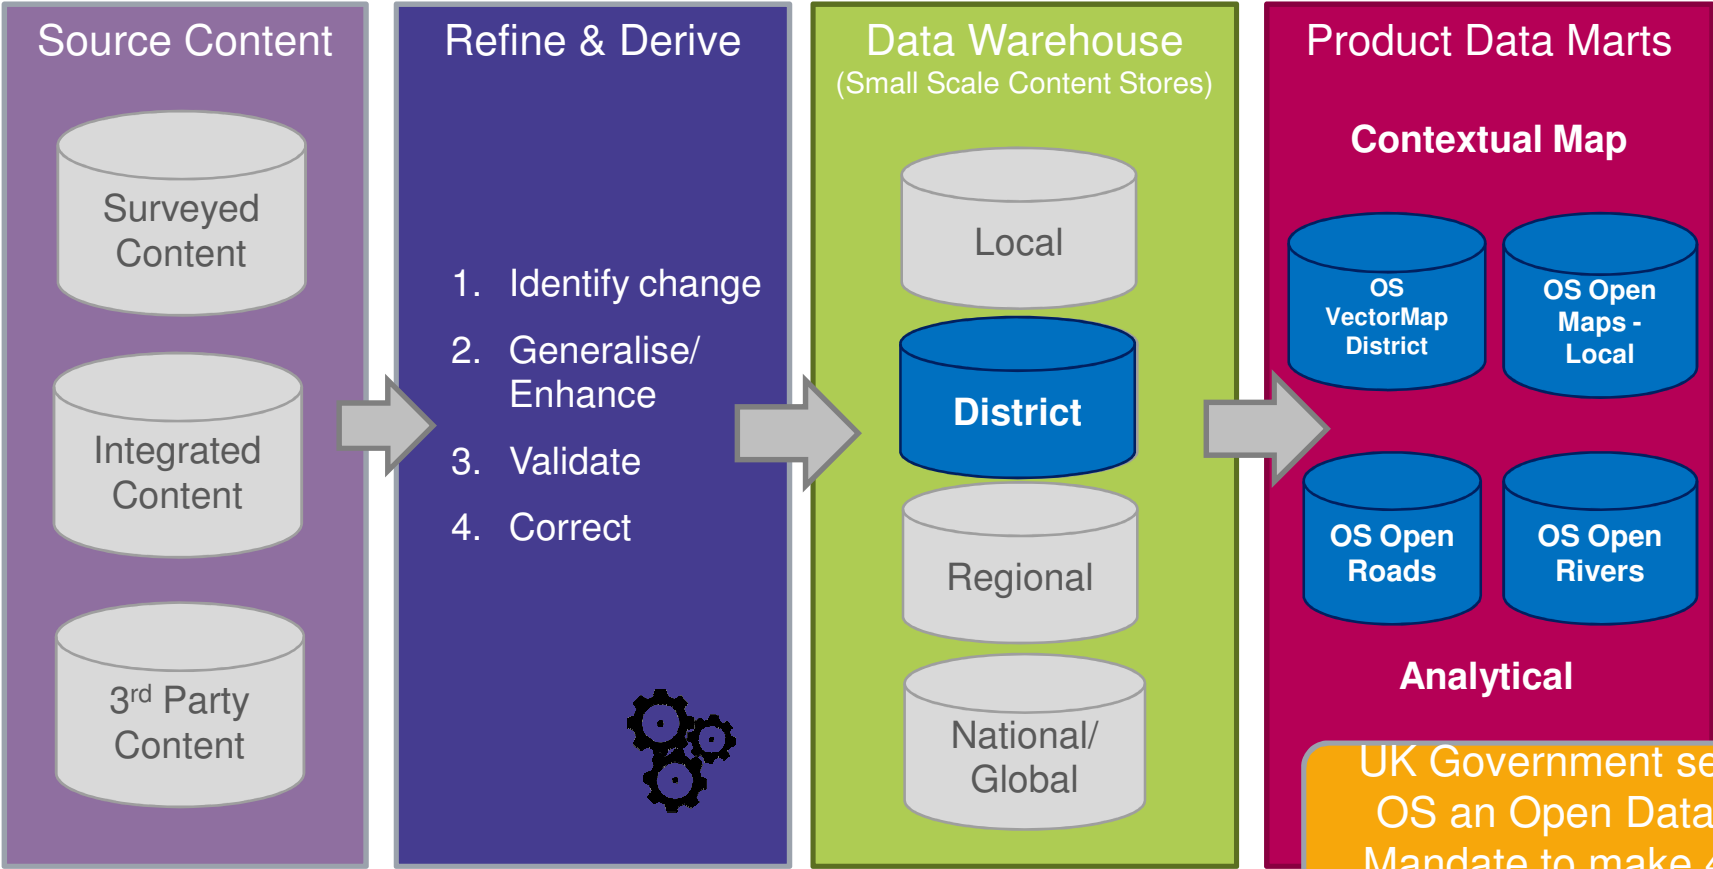 Source Content
Surveyed
Content
Integrated
Content
3rd Party
Content
Refine & Derive
1. Identify change
2. Generalise/
Enhance
3. Validate
4. Correct
Data Warehouse
(Small Scale Content Stores)
Local
District
Regional
National/
Global
Product Data Marts
Contextual Map
OS
VectorMap
District
OS Open
Maps -
Local
OS Open
Roads
OS Open
Rivers
Analytical
UK Government
OS an Open Data
Mandate to make